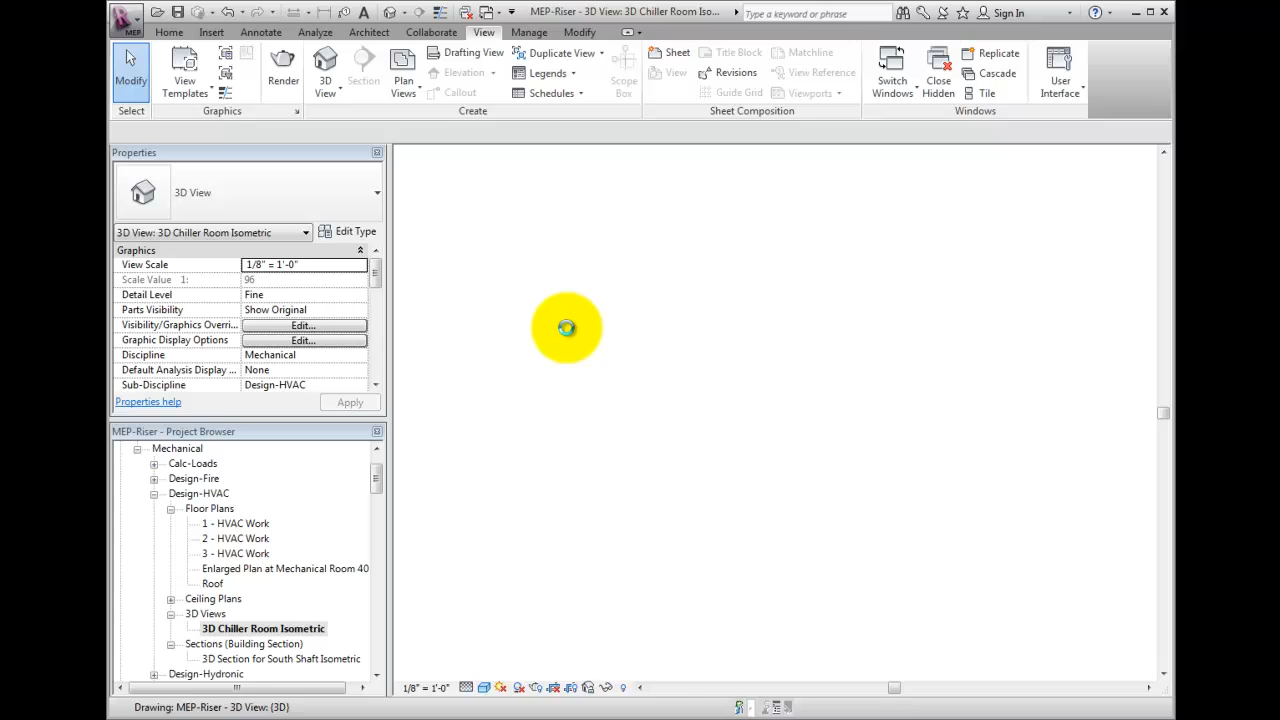 MEP-Riser - 3D View: 3D Chiller Room Iso...
Type a keyword or phrase
Sign In
MEP
Home Insert Annotate Analyze Architect Collaborate View Manage Modify
Modify
View Templates
Render
3D View
Section
Plan Views
Drafting View
Elevation
Callout
Duplicate View
Legends
Schedules
Scope Box
Sheet
View
Title Block
Revisions
Guide Grid
Matchline
View Reference
Viewports
Switch Windows
Close Hidden
Replicate
Cascade
Tile
User Interface
Select Graphics Create Sheet Composition Windows
Properties
3D View
3D View: 3D Chiller Room Isometric
Edit Type
Graphics
View Scale 1/8" = 1'-0"
Scale Value 1: 96
Detail Level Fine
Parts Visibility Show Original
Visibility/Graphics Overri... Edit...
Graphic Display Options Edit...
Discipline Mechanical
Default Analysis Display ... None
Sub-Discipline Design-HVAC
Properties help Apply
MEP-Riser - Project Browser
Mechanical
Calc-Loads
Design-Fire
Design-HVAC
Floor Plans
1 - HVAC Work
2 - HVAC Work
3 - HVAC Work
Enlarged Plan at Mechanical Room 40
Roof
Ceiling Plans
3D Views
3D Chiller Room Isometric
Sections (Building Section)
3D Section for South Shaft Isometric
Design-Hydronic
1/8" = 1'-0"
Drawing: MEP-Riser - 3D View: {3D}